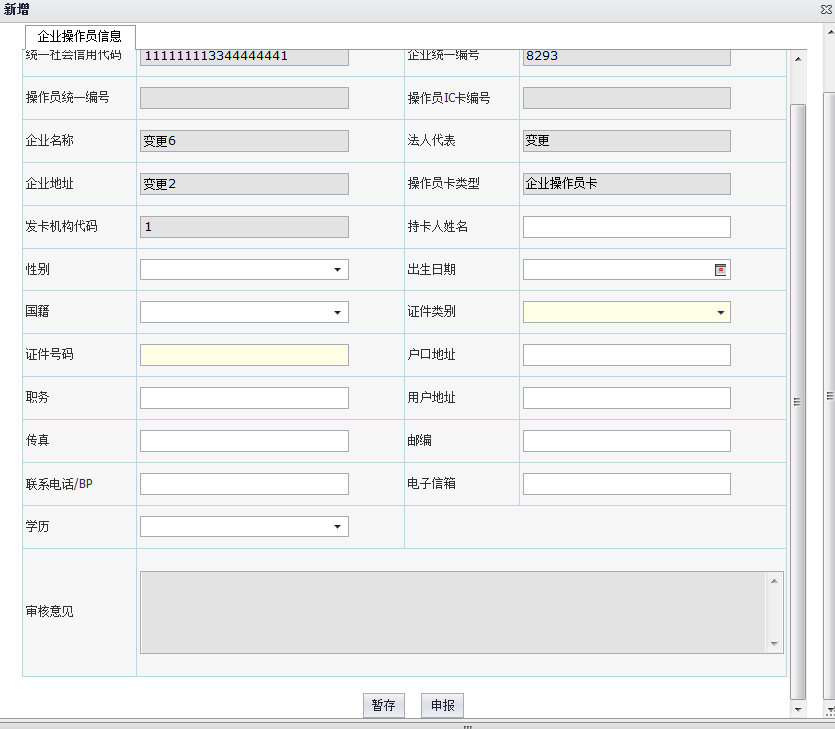 新增
企业操作员信息
统一社会信用代码 111111113344444441 企业统一编号 8293
操作员统一编号 操作员IC卡编号
企业名称 变更6 法人代表 变更
企业地址 变更2 操作员卡类型 企业操作员卡
发卡机构代码 1 持卡人姓名
性别 出生日期
国籍 证件类别
证件号码 户口地址
职务 用户地址
传真 邮编
联系电话/BP 电子信箱
学历
审核意见
暂存 申报